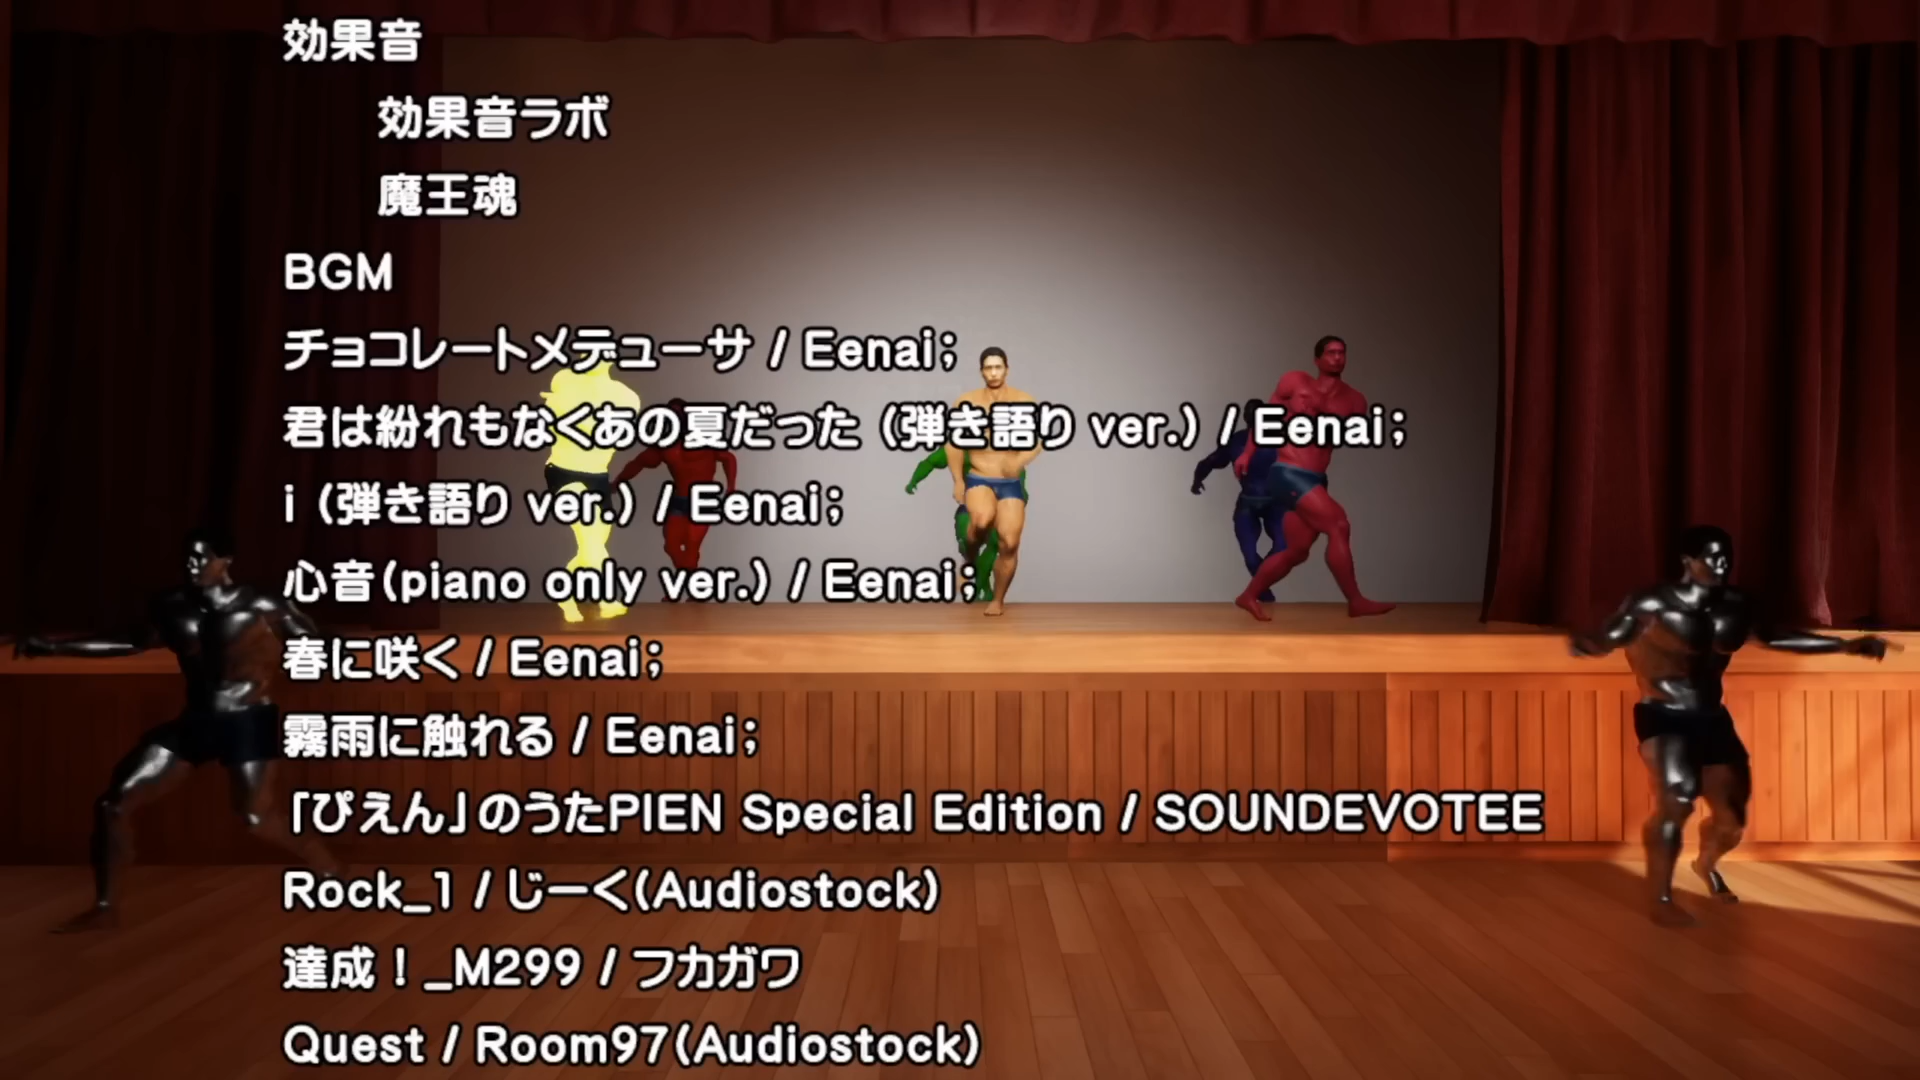 効果音
効果音ラボ
魔王魂
BGM
チョコレートメデューサ / Eenai;
君は紛れもなくあの夏だった (弾き語り ver.) / Eenai;
i (弾き語り ver.) / Eenai;
心音(piano only ver.) / Eenai;
春に咲く / Eenai;
霧雨に触れる / Eenai;
「ぴえん」のうたPIEN Special Edition / SOUNDEVOTEE
Rock_1 / じーく(Audiostock)
達成！_M299 / フカガワ
Quest / Room97(Audiostock)